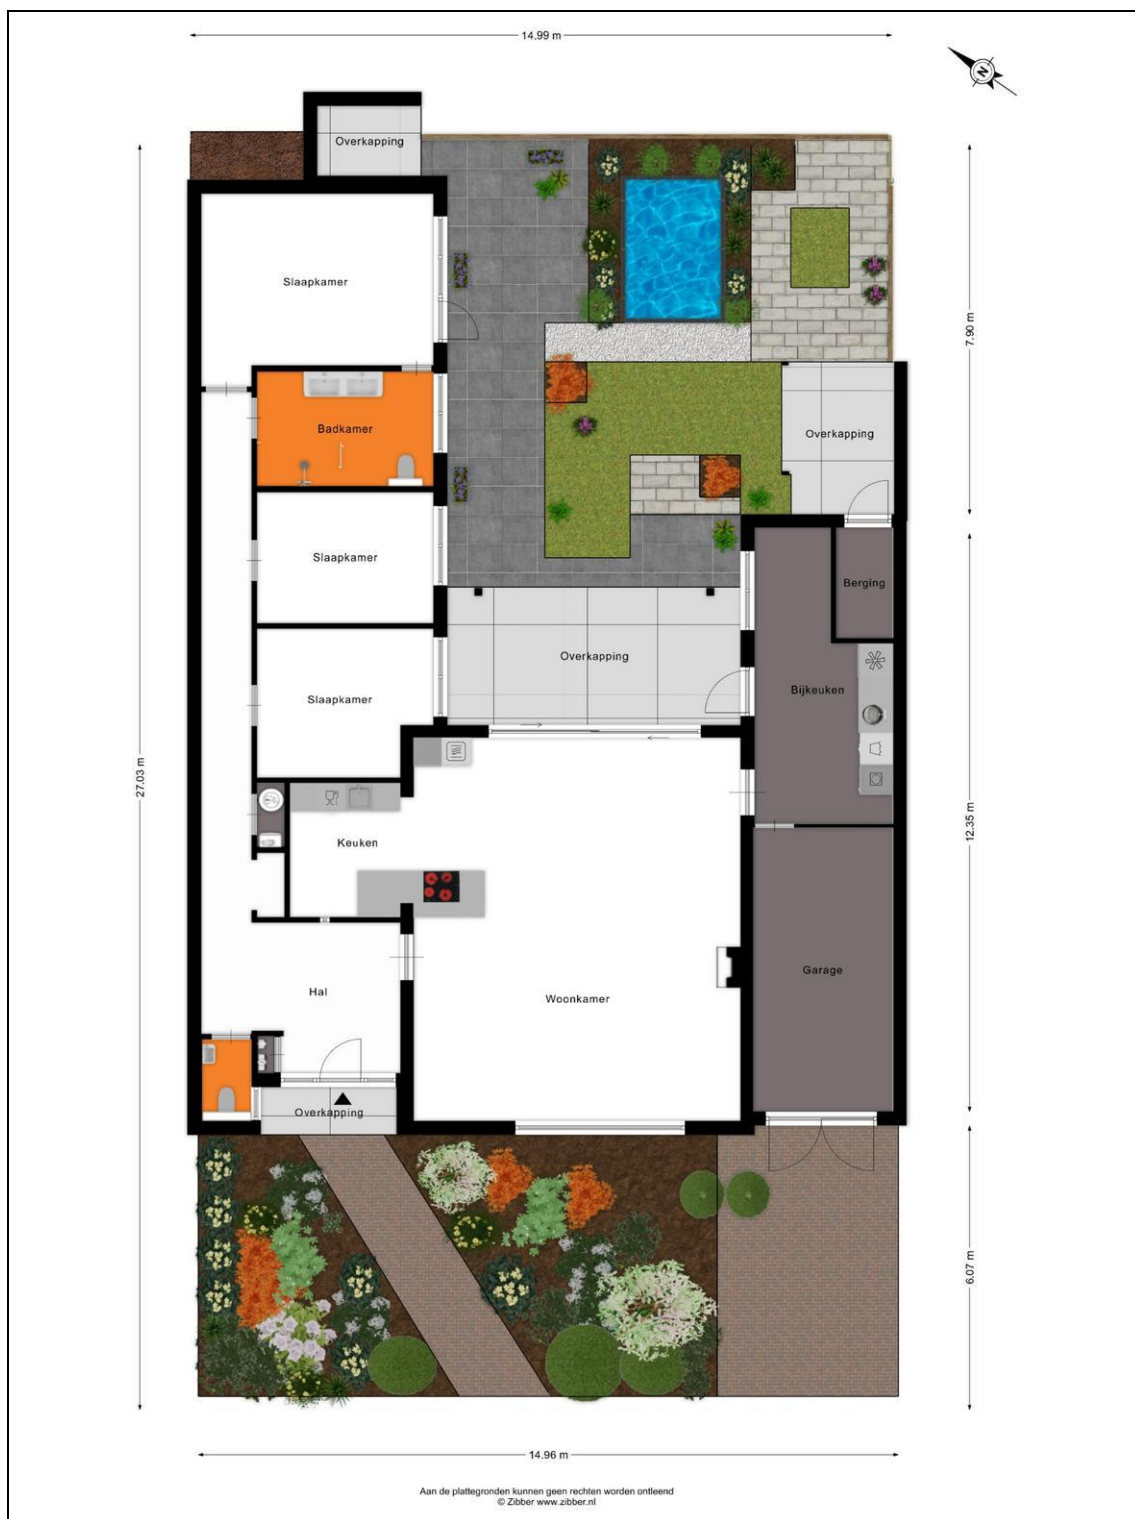 14.99 m
N
Overkapping
Slaapkamer
7.90 m
Badkamer
Overkapping
Slaapkamer
Berging
Overkapping
Bijkeuken
Slaapkamer
27.03 m
12.35 m
Keuken
Garage
Hal
Woonkamer
Overkapping
6.07 m
14.96 m
Aan de plattegronden kunnen geen rechten worden ontleend
© Zibber www.zibber.nl